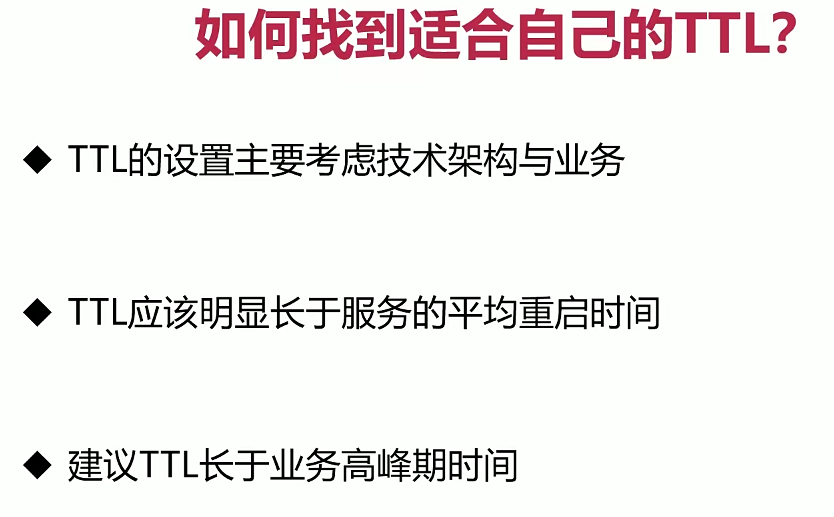 如何找到适合自己的TTL?
◆ TTL的设置主要考虑技术架构与业务
◆ TTL应该明显长于服务的平均重启时间
◆ 建议TTL长于业务高峰期时间